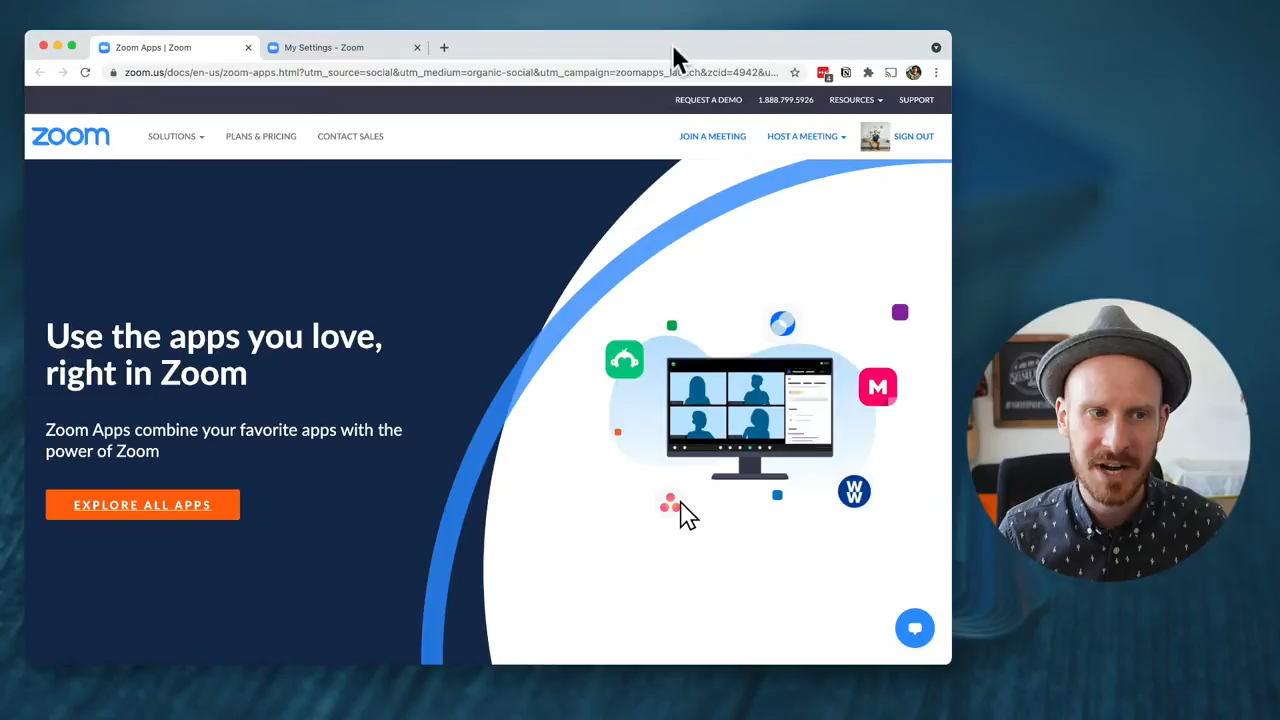 Zoom Apps | Zoom
My Settings - Zoom
zoom.us/docs/en-us/zoom-apps.html?utm_source=social&utm_medium=organic-social&utm_campaign=zoomapps_l...nch&zcid=4942&u...
4
REQUEST A DEMO 1.888.799.5926 RESOURCES SUPPORT
zoom SOLUTIONS PLANS & PRICING CONTACT SALES JOIN A MEETING HOST A MEETING SIGN OUT
Use the apps you love,
right in Zoom
Zoom Apps combine your favorite apps with the
power of Zoom
EXPLORE ALL APPS
M
W
W